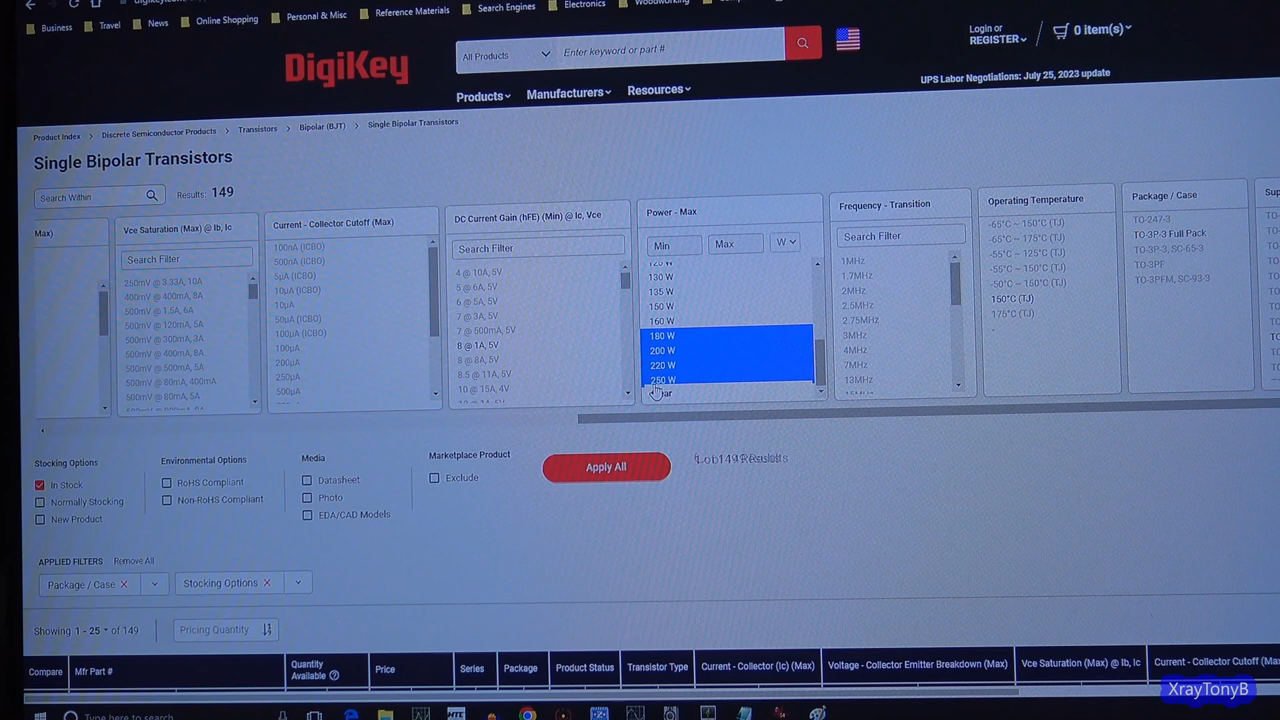 Business
Travel
News
Online Shopping
Personal & Misc
Reference Materials
Search Engines
Electronics
DigiKey
All Products
Enter keyword or part #
Login or
REGISTER
0 item(s)
Products
Manufacturers
Resources
UPS Labor Negotiations: July 25, 2023 update
Product Index > Discrete Semiconductor Products > Transistors > Bipolar (BJT) > Single Bipolar Transistors
Single Bipolar Transistors
Search Within
Results: 149
Max)
Vce Saturation (Max) @ Ib, Ic
Search Filter
250mV @ 3.33A, 10A
400mV @ 400mA, 8A
500mV @ 1.5A, 6A
500mV @ 120mA, 5A
500mV @ 300mA, 3A
500mV @ 400mA, 8A
500mV @ 500mA, 5A
500mV @ 80mA, 400mA
500mV @ 80mA, 5A
Current - Collector Cutoff (Max)
100nA (ICBO)
500nA (ICBO)
5µA (ICBO)
10µA (ICBO)
10µA
50µA (ICBO)
100µA (ICBO)
100µA
200µA
250µA
500µA
DC Current Gain (hFE) (Min) @ Ic, Vce
Search Filter
4 @ 10A, 5V
5 @ 6A, 5V
6 @ 5A, 5V
7 @ 3A, 5V
7 @ 500mA, 5V
8 @ 1A, 5V
8 @ 8A, 5V
8.5 @ 11A, 5V
10 @ 15A, 4V
Power - Max
Min
Max
W
130 W
135 W
150 W
160 W
180 W
200 W
220 W
250 W
Frequency - Transition
Search Filter
1MHz
1.7MHz
2MHz
2.5MHz
2.75MHz
3MHz
4MHz
7MHz
13MHz
Operating Temperature
-65°C ~ 150°C (TJ)
-65°C ~ 175°C (TJ)
-55°C ~ 125°C (TJ)
-55°C ~ 150°C (TJ)
-50°C ~ 150°C (TJ)
150°C (TJ)
175°C (TJ)
-
Package / Case
TO-247-3
TO-3P-3 Full Pack
TO-3P-3, SC-65-3
TO-3PF
TO-3PFM, SC-93-3
Stocking Options
In Stock
Normally Stocking
New Product
Environmental Options
RoHS Compliant
Non-RoHS Compliant
Media
Datasheet
Photo
EDA/CAD Models
Marketplace Product
Exclude
Apply All
APPLIED FILTERS Remove All
Package / Case X
Stocking Options X
Showing 1 - 25 of 149
Pricing Quantity
Compare
Mfr Part #
Quantity
Available
Price
Series
Package
Product Status
Transistor Type
Current - Collector (Ic) (Max)
Voltage - Collector Emitter Breakdown (Max)
Vce Saturation (Max) @ Ib, Ic
Current - Collector Cutoff (Max)
Type here to search
XrayTonyB